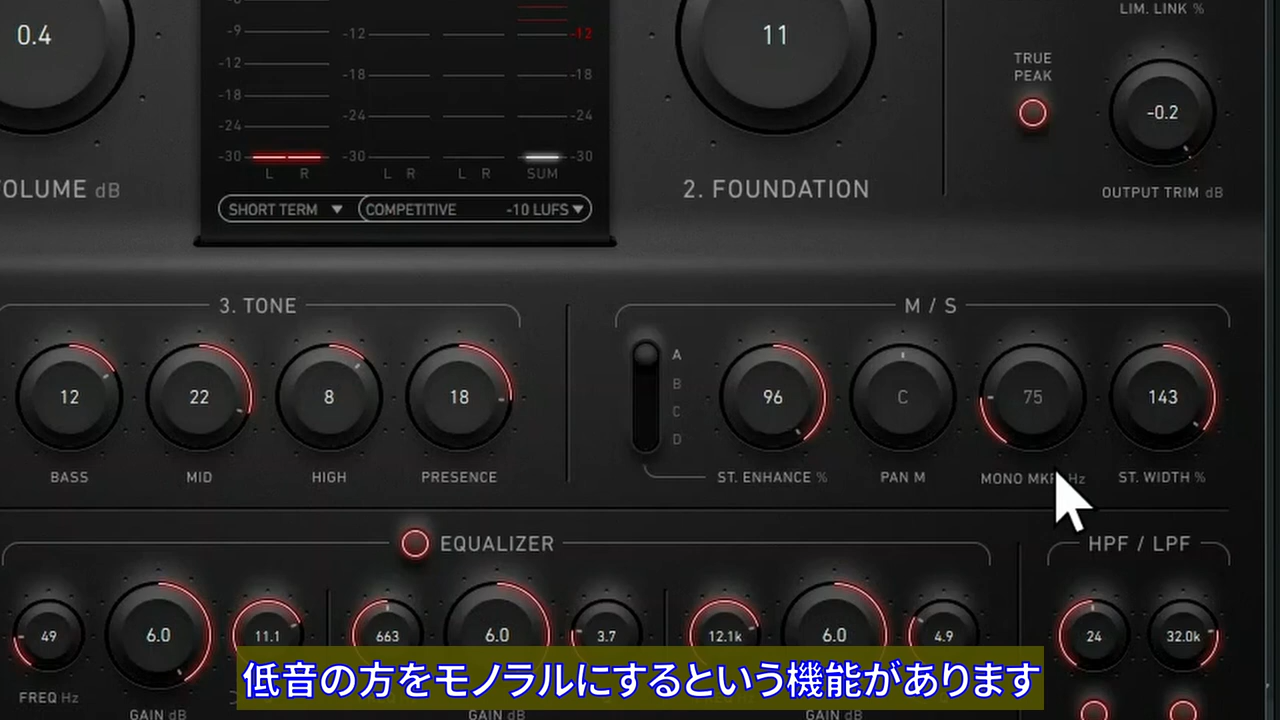 LIM. LINK %
0.4
-9
-12
-18
-24
-30
L R
-12
-18
-24
-30
L R
L R
SUM
-12
-18
-24
-30
11
TRUE
PEAK
-0.2
OUTPUT TRIM dB
OLUME dB
SHORT TERM
COMPETITIVE -10 LUFS
2. FOUNDATION
3. TONE
12
22
8
18
BASS
MID
HIGH
PRESENCE
M / S
A
B
C
D
96
C
75
143
ST. ENHANCE %
PAN M
MONO MK Hz
ST. WIDTH %
EQUALIZER
HPF / LPF
49
6.0
11.1
663
6.0
3.7
12.1k
6.0
4.9
24
32.0k
FREQ Hz
GAIN dB
GAIN dB
GAIN dB
低音の方をモノラルにするという機能があります